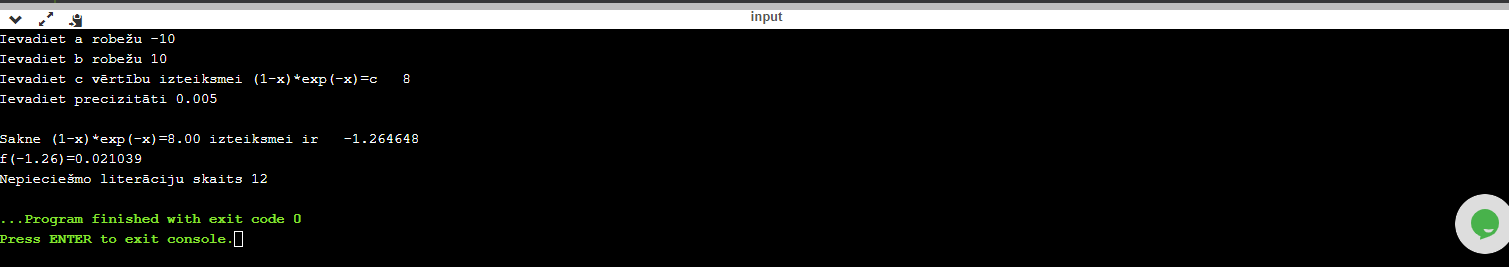 input
Ievadiet a robežu -10
Ievadiet b robežu 10
Ievadiet c vērtību izteiksmei (1-x)*exp(-x)=c   8
Ievadiet precizitāti 0.005
Sakne (1-x)*exp(-x)=8.00 izteiksmei ir   -1.264648
f(-1.26)=0.021039
Nepieciešmo literāciju skaits 12
...Program finished with exit code 0
Press ENTER to exit console.